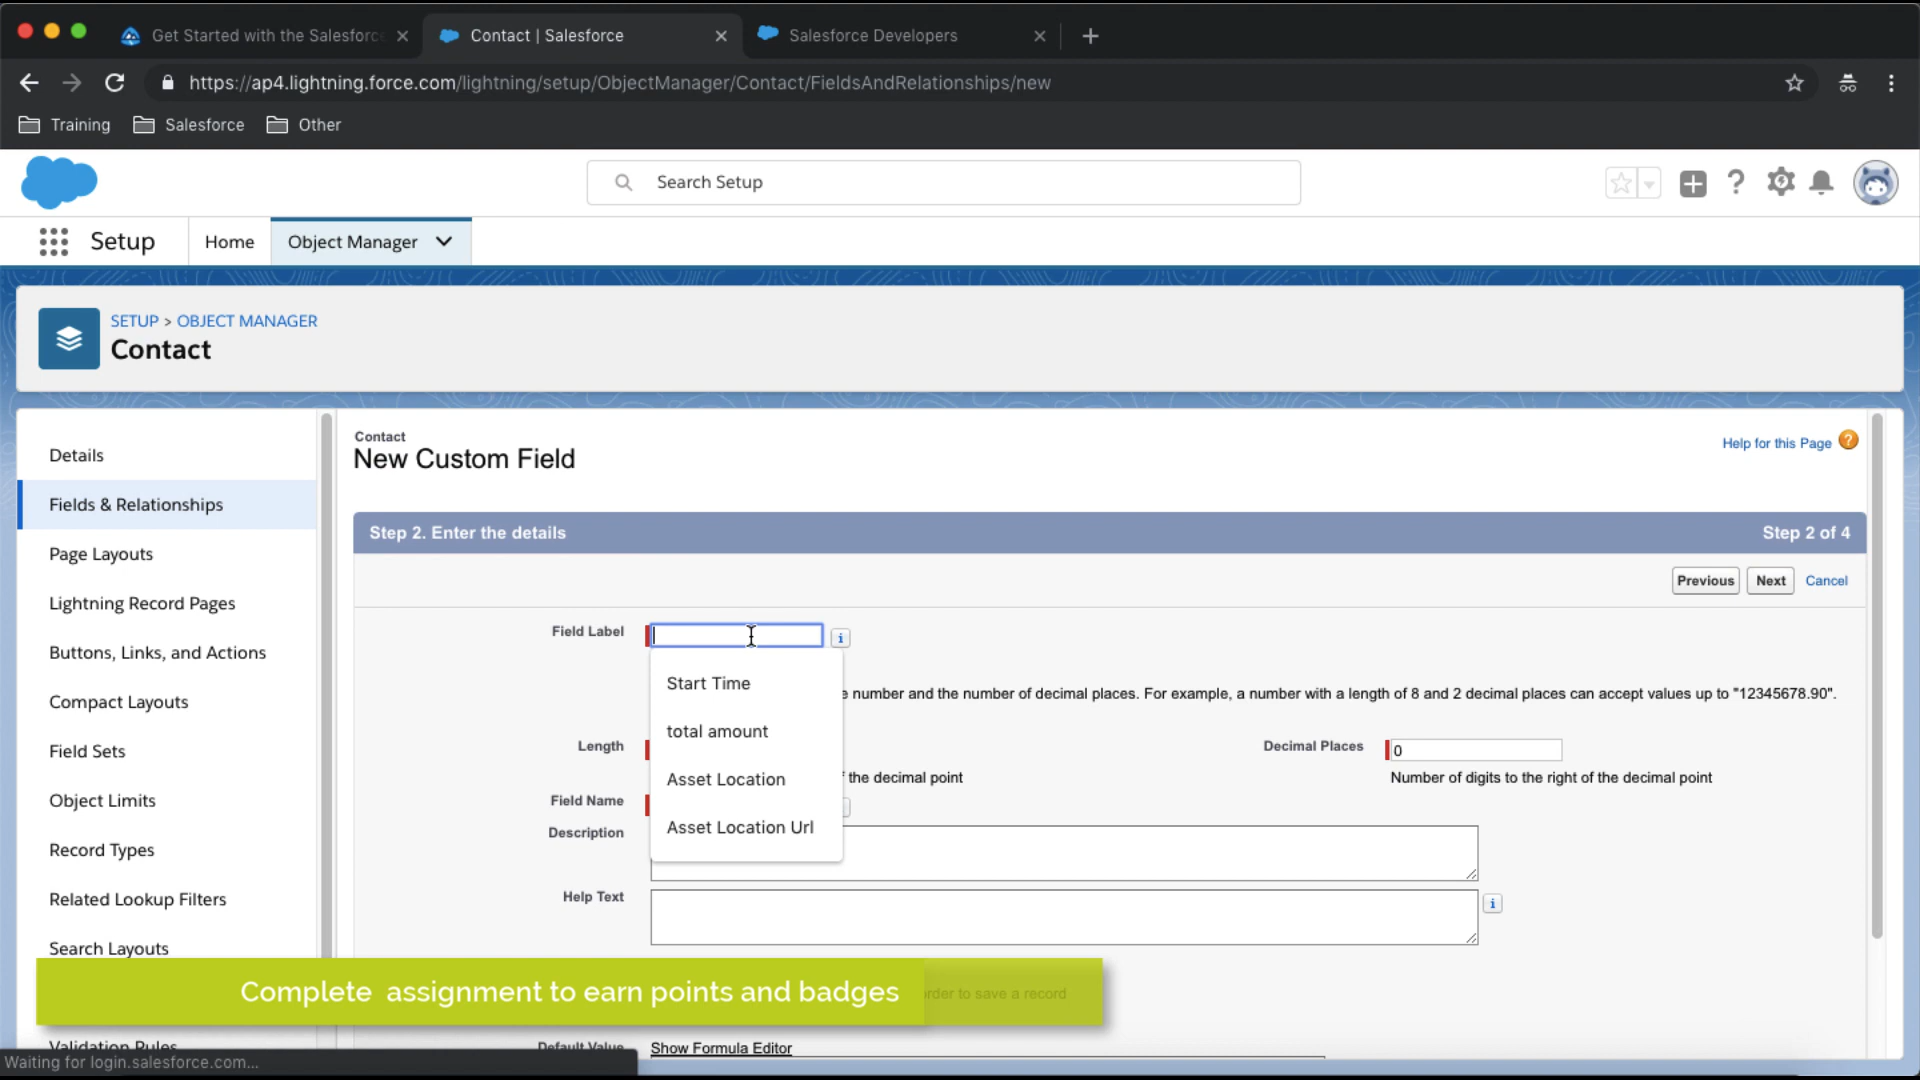 Get Started with the Salesforce
Contact | Salesforce
Salesforce Developers
https://ap4.lightning.force.com/lightning/setup/ObjectManager/Contact/FieldsAndRelationships/new
Training
Salesforce
Other
Search Setup
Setup
Home
Object Manager
SETUP > OBJECT MANAGER
Contact
Details
Fields & Relationships
Page Layouts
Lightning Record Pages
Buttons, Links, and Actions
Compact Layouts
Field Sets
Object Limits
Record Types
Related Lookup Filters
Search Layouts
Validation Rules
Contact
New Custom Field
Help for this Page
Step 2. Enter the details
Step 2 of 4
Previous
Next
Cancel
Field Label
Start Time
total amount
Asset Location
Asset Location Url
number and the number of decimal places. For example, a number with a length of 8 and 2 decimal places can accept values up to "12345678.90".
Length
the decimal point
Decimal Places
0
Number of digits to the right of the decimal point
Field Name
Description
Help Text
order to save a record
Complete assignment to earn points and badges
Default Value
Show Formula Editor
Waiting for login.salesforce.com...